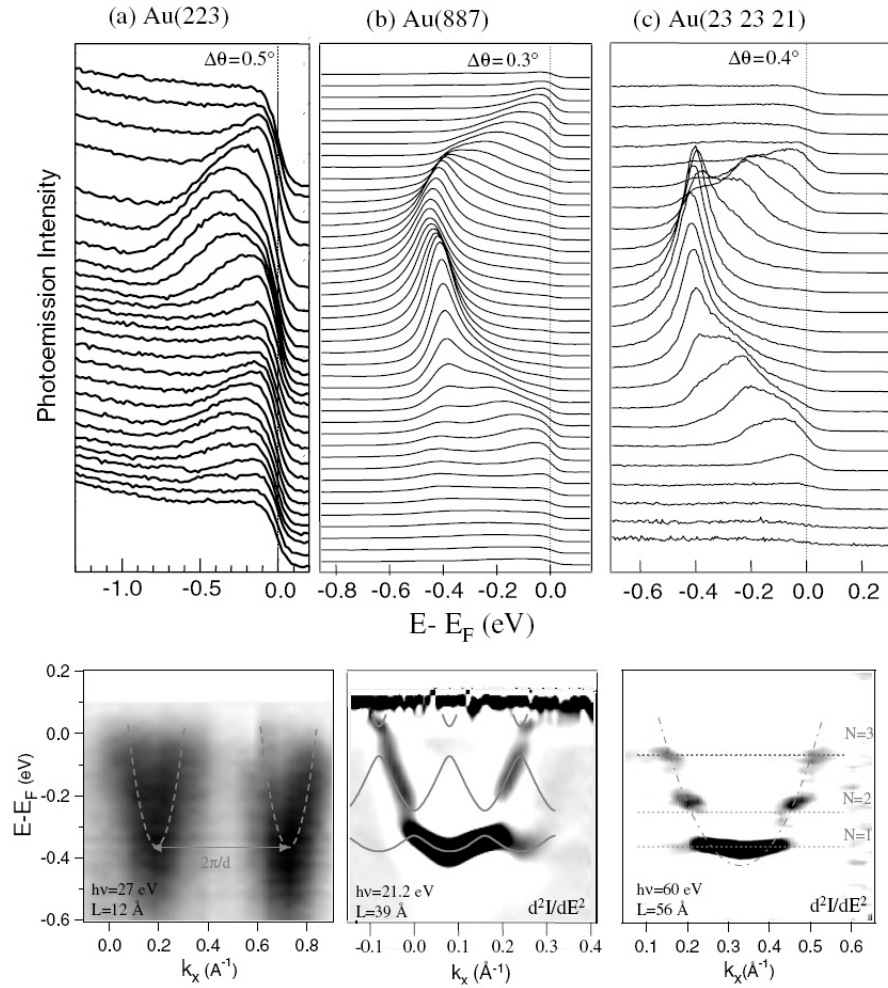 (a) Au(223) (b) Au(887) (c) Au(23 23 21)
Δθ=0.5° Δθ=0.3° Δθ=0.4°
Photoemission Intensity
-1.0 -0.5 0.0 -0.8 -0.6 -0.4 -0.2 0.0 -0.6 -0.4 -0.2 0.0 0.2
E- E_F (eV)
0.2
0.0
-0.2
-0.4
-0.6
E-E_F (eV)
2π/d
hν=27 eV
L=12 Å
0.0 0.2 0.4 0.6 0.8
k_x (A⁻¹)
hν=21.2 eV
L=39 Å
d²I/dE²
-0.1 0.0 0.1 0.2 0.3 0.4
k_x (Å⁻¹)
N=3
N=2
N=1
hν=60 eV
L=56 Å
d²I/dE²
0.1 0.2 0.3 0.4 0.5 0.6
k_x(Å⁻¹)